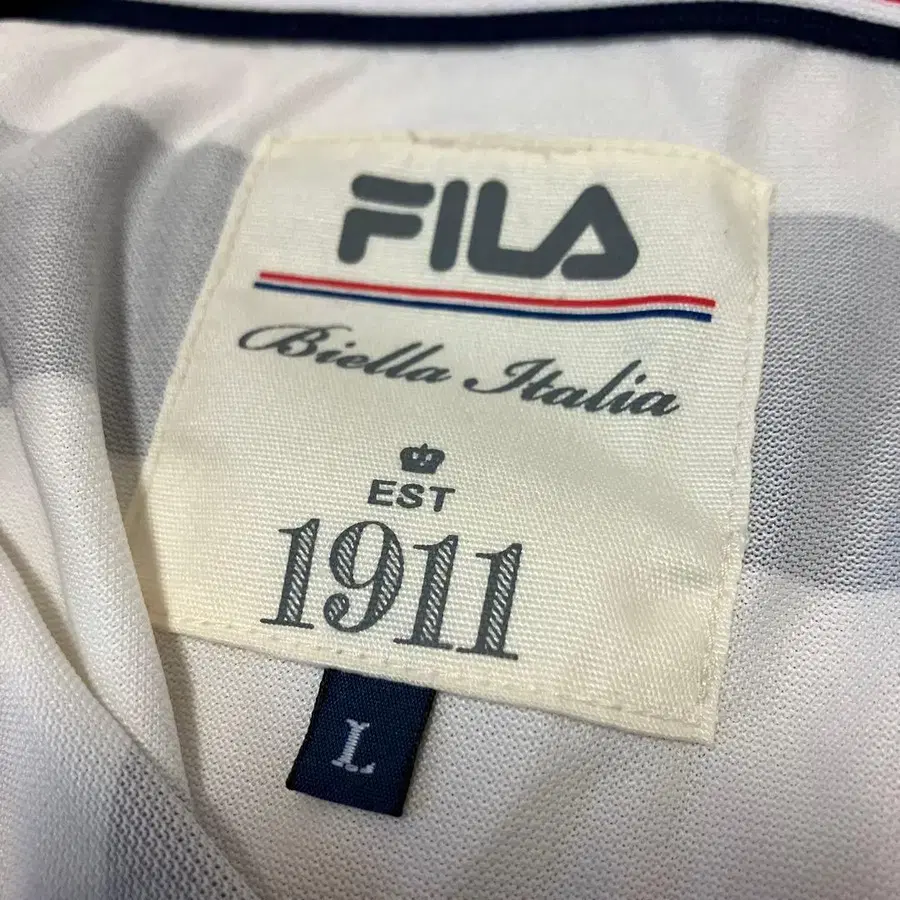 FILA
Biella Italia
EST
1911
L